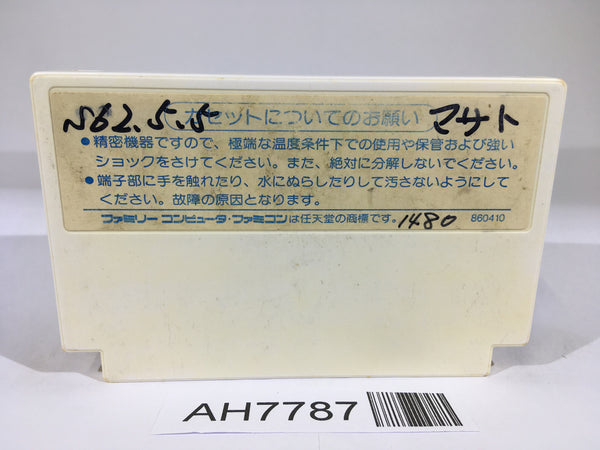 S62.5.5 カセットについてのお願い マサト
●精密機器ですので、極端な温度条件下での使用や保管および強い
ショックをさけてください。また、絶対に分解しないでください。
●端子部に手を触れたり、水にぬらしたりして汚さないようにして
ください。故障の原因となります。
ファミリーコンピュータ・ファミコンは任天堂の商標です。 1480 860410
AH7787